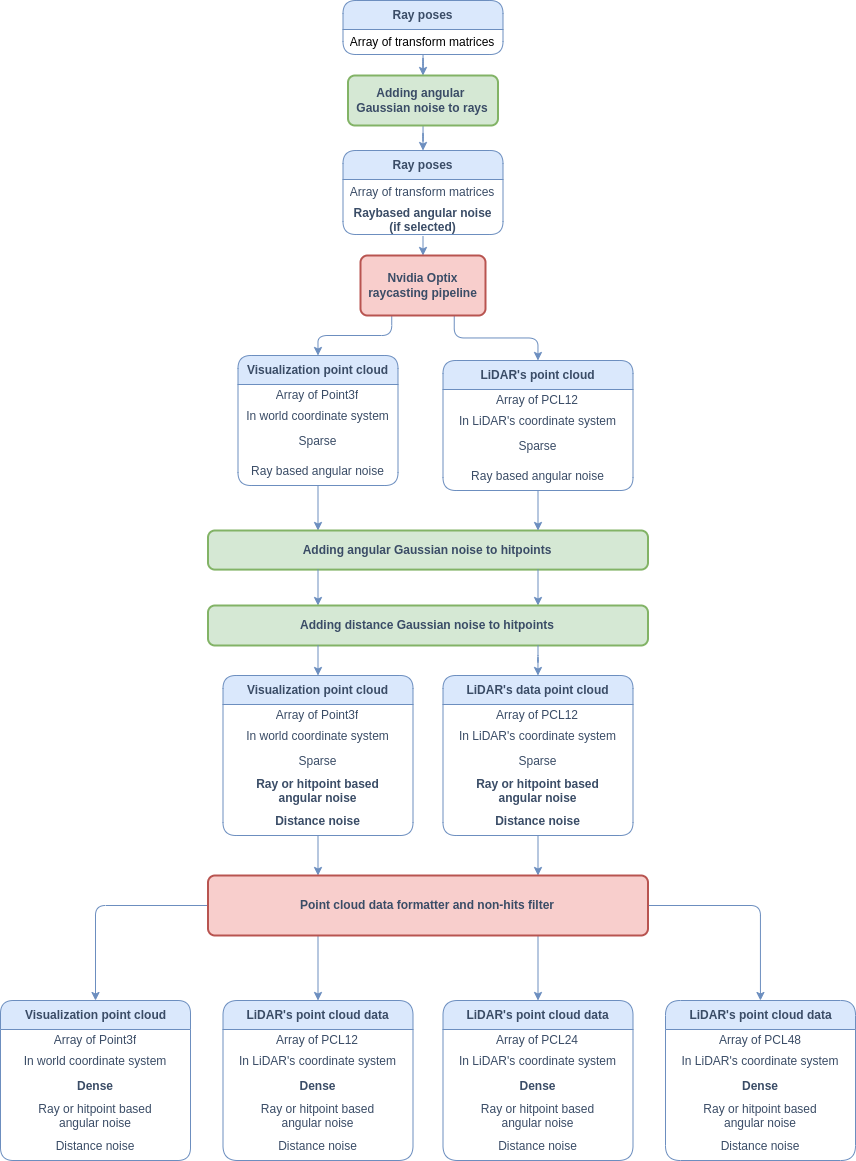 Ray poses
Array of transform matrices
Adding angular
Gaussian noise to rays
Ray poses
Array of transform matrices
Raybased angular noise
(if selected)
Nvidia Optix
raycasting pipeline
Visualization point cloud
Array of Point3f
In world coordinate system
Sparse
Ray based angular noise
LiDAR's point cloud
Array of PCL12
In LiDAR's coordinate system
Sparse
Ray based angular noise
Adding angular Gaussian noise to hitpoints
Adding distance Gaussian noise to hitpoints
Visualization point cloud
Array of Point3f
In world coordinate system
Sparse
Ray or hitpoint based
angular noise
Distance noise
LiDAR's data point cloud
Array of PCL12
In LiDAR's coordinate system
Sparse
Ray or hitpoint based
angular noise
Distance noise
Point cloud data formatter and non-hits filter
Visualization point cloud
Array of Point3f
In world coordinate system
Dense
Ray or hitpoint based
angular noise
Distance noise
LiDAR's point cloud data
Array of PCL12
In LiDAR's coordinate system
Dense
Ray or hitpoint based
angular noise
Distance noise
LiDAR's point cloud data
Array of PCL24
In LiDAR's coordinate system
Dense
Ray or hitpoint based
angular noise
Distance noise
LiDAR's point cloud data
Array of PCL48
In LiDAR's coordinate system
Dense
Ray or hitpoint based
angular noise
Distance noise